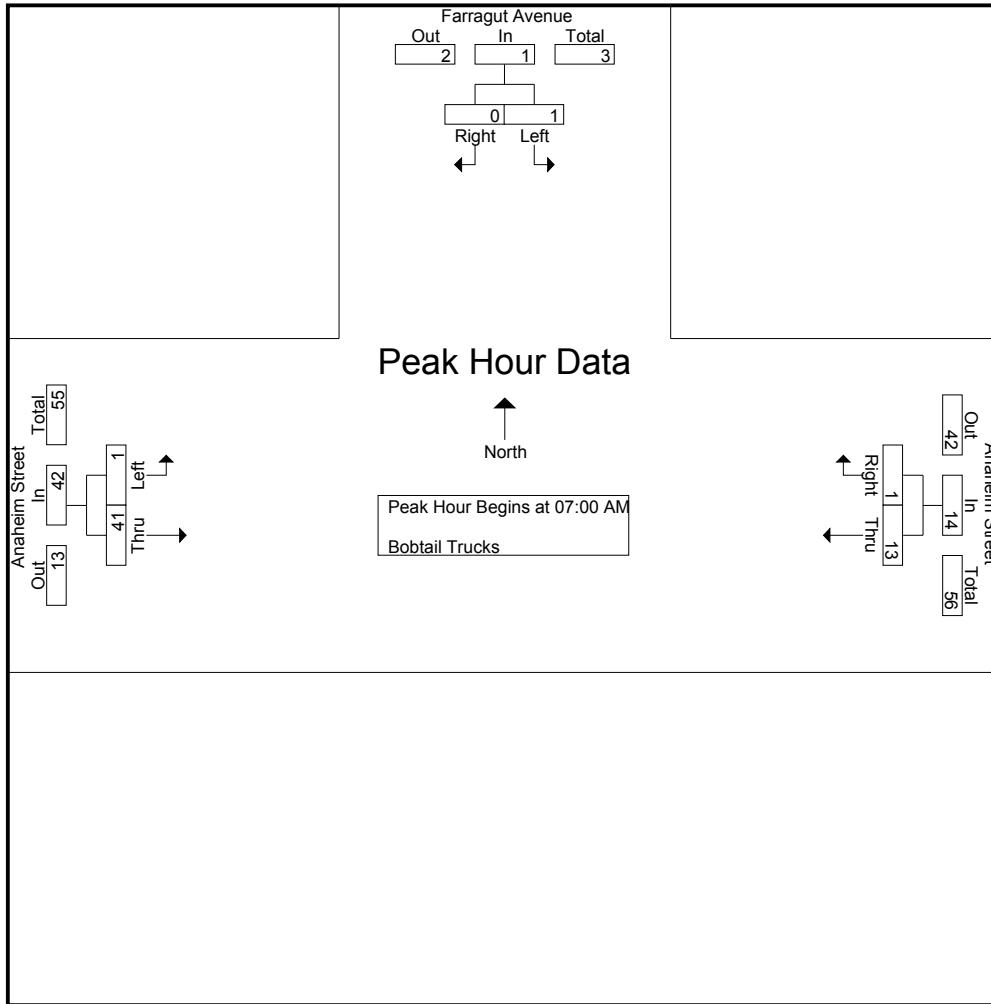 Farragut Avenue
Out In Total
2 1 3
0 1
Right Left
Peak Hour Data
North
Peak Hour Begins at 07:00 AM
Bobtail Trucks
Anaheim Street
Out In Total
13 42 55
41 1
Thru Left
Anaheim Street
Out In Total
42 14 56
1 13
Right Thru